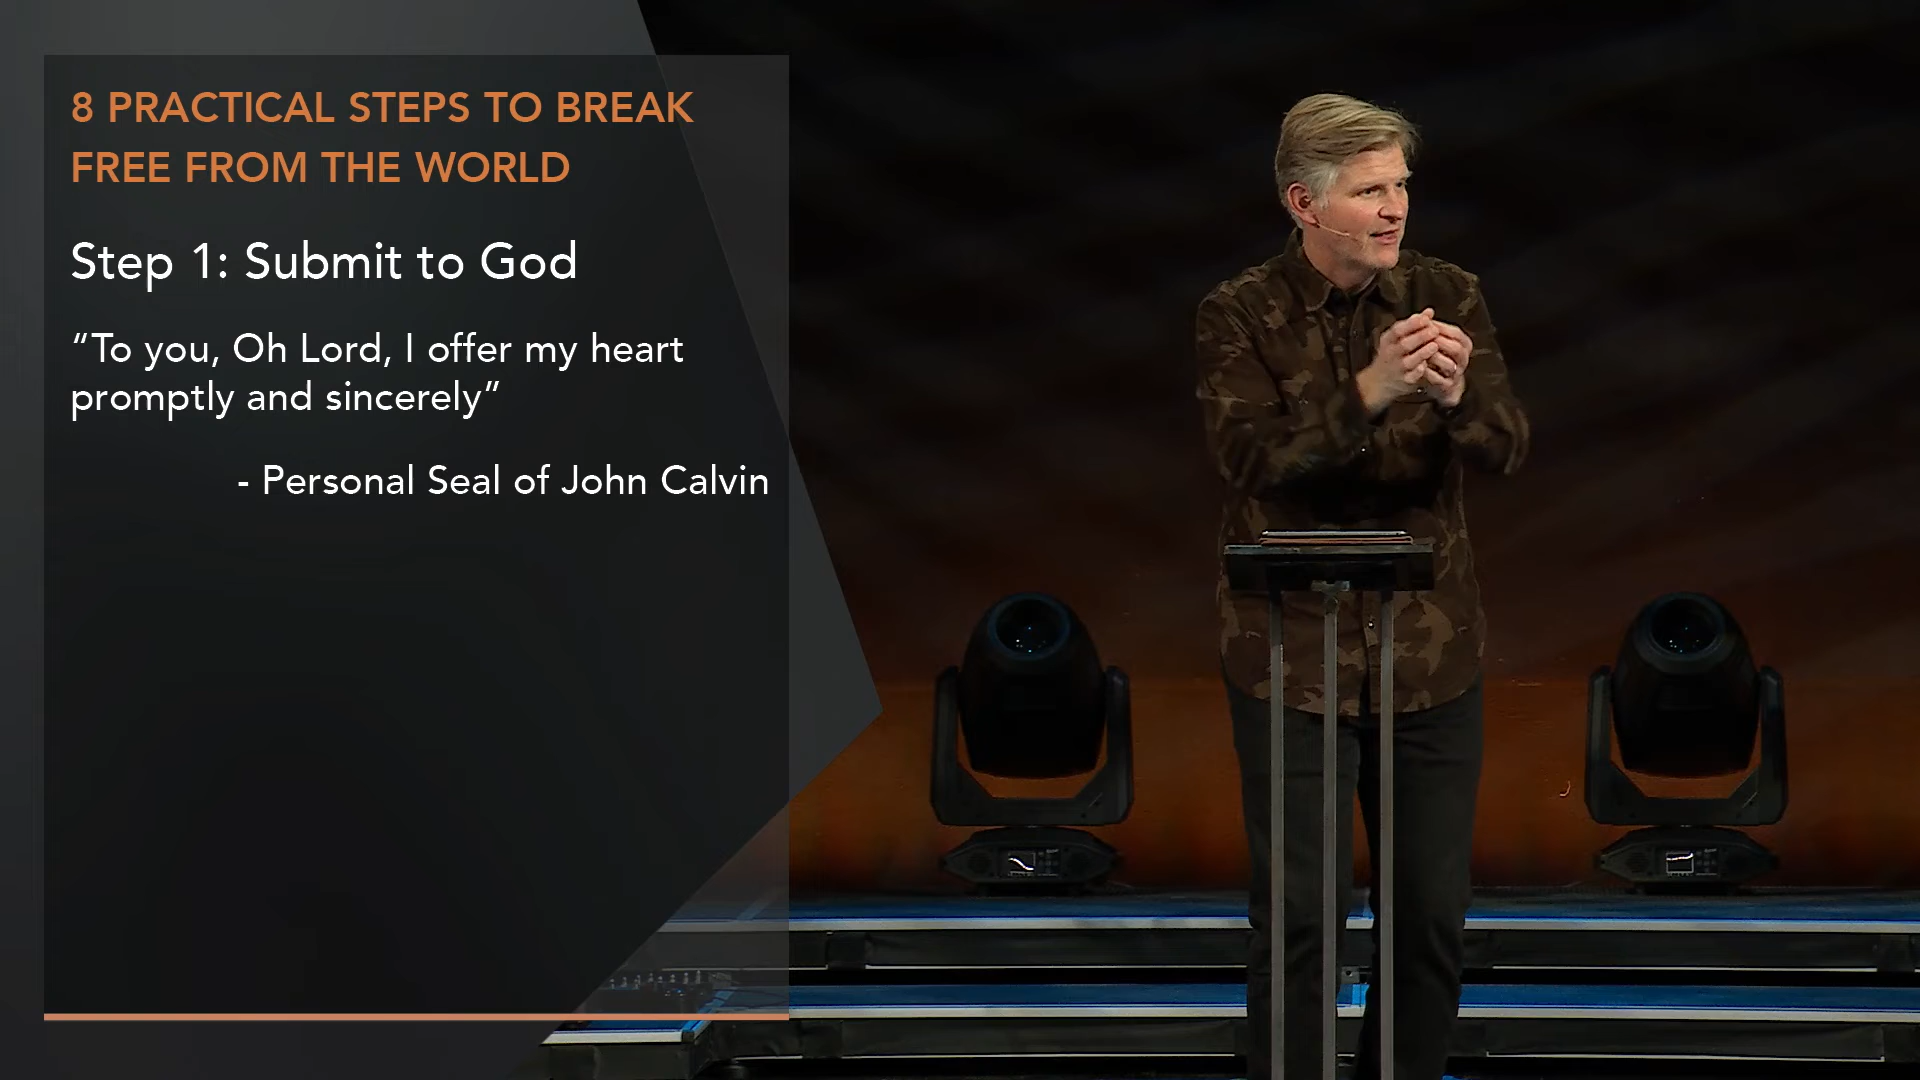 8 PRACTICAL STEPS TO BREAK
FREE FROM THE WORLD
Step 1: Submit to God
“To you, Oh Lord, I offer my heart
promptly and sincerely”
- Personal Seal of John Calvin